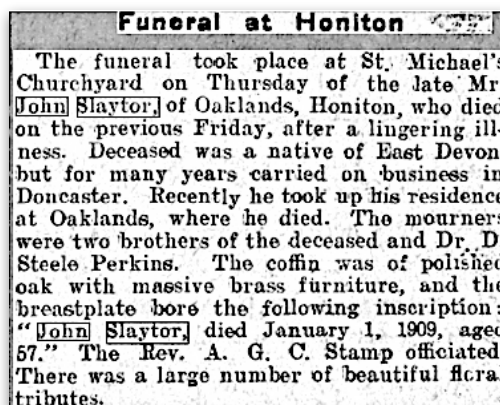 Funeral at Honiton
The funeral took place at St. Michael's
Churchyard on Thursday of the late Mr
John Slaytor, of Oaklands, Honiton, who died
on the previous Friday, after a lingering ill-
ness. Deceased was a native of East Devon,
but for many years carried on business in
Doncaster. Recently he took up his residence
at Oaklands, where he died. The mourners
were two brothers of the deceased and Dr. D.
Steele Perkins. The coffin was of polished
oak with massive brass furniture, and the
breastplate bore the following inscription:
"John Slaytor, died January 1, 1909, aged
57." The Rev. A. G. C. Stamp officiated.
There was a large number of beautiful floral
tributes.